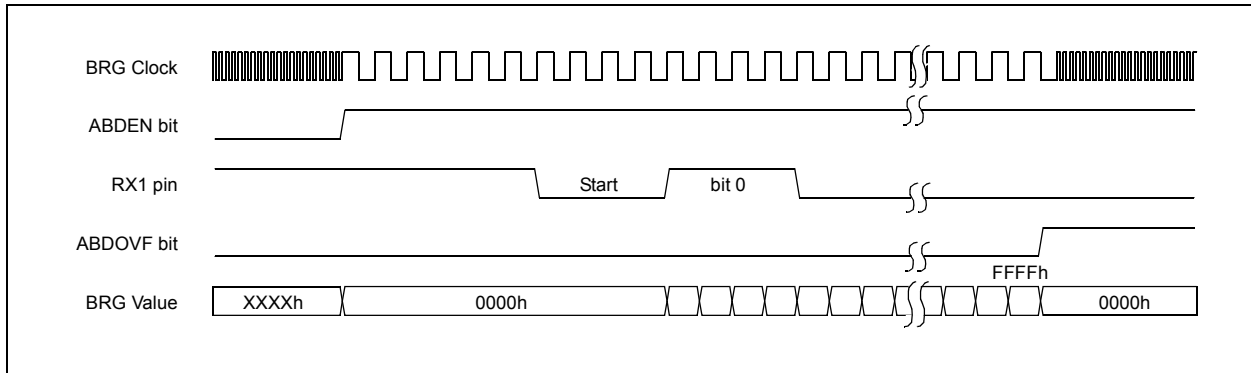 BRG Clock
ABDEN bit
RX1 pin
Start
bit 0
ABDOVF bit
FFFFh
BRG Value
XXXXh
0000h
0000h